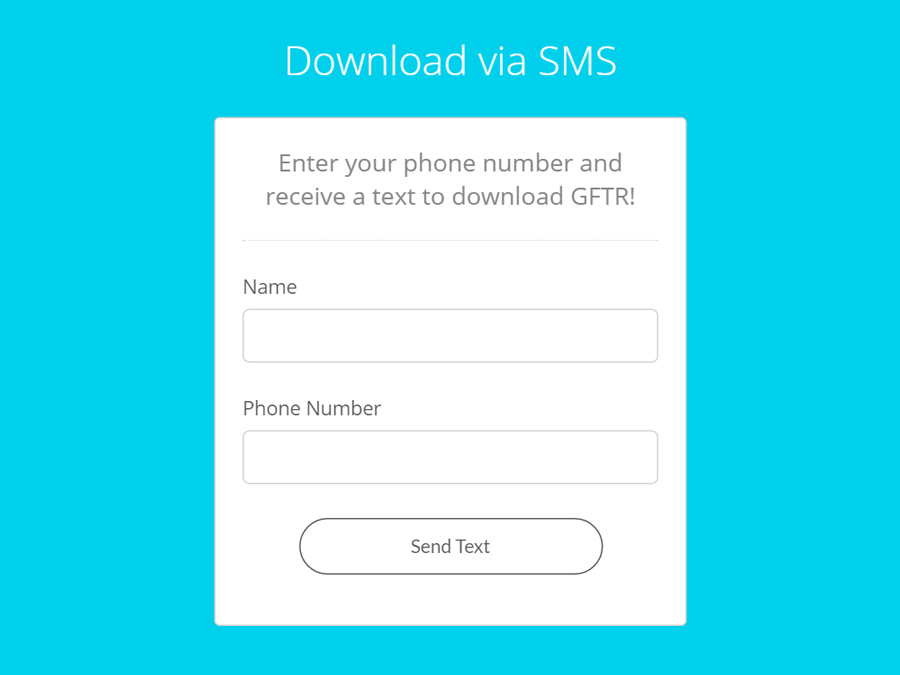 Download via SMS
Enter your phone number and
receive a text to download GFTR!
Name
Phone Number
Send Text